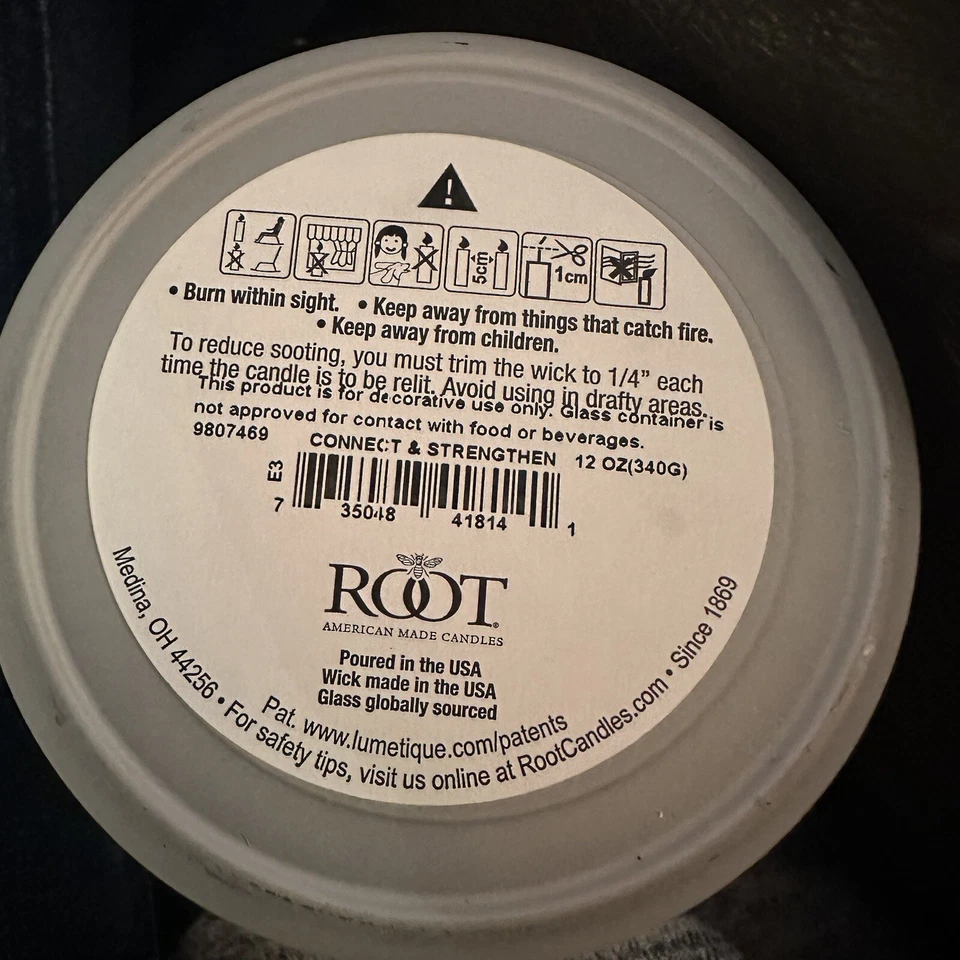 !
5cm
1cm
• Burn within sight. • Keep away from things that catch fire.
• Keep away from children.
To reduce sooting, you must trim the wick to 1/4” each
time the candle is to be relit. Avoid using in drafty areas.
This product is for decorative use only. Glass container is
not approved for contact with food or beverages.
9807469 CONNECT & STRENGTHEN 12 OZ(340G)
E3
7 35048 41814 1
ROOT®
AMERICAN MADE CANDLES
Poured in the USA
Wick made in the USA
Glass globally sourced
Pat. www.lumetique.com/patents
Medina, OH 44256 • For safety tips, visit us online at RootCandles.com • Since 1869